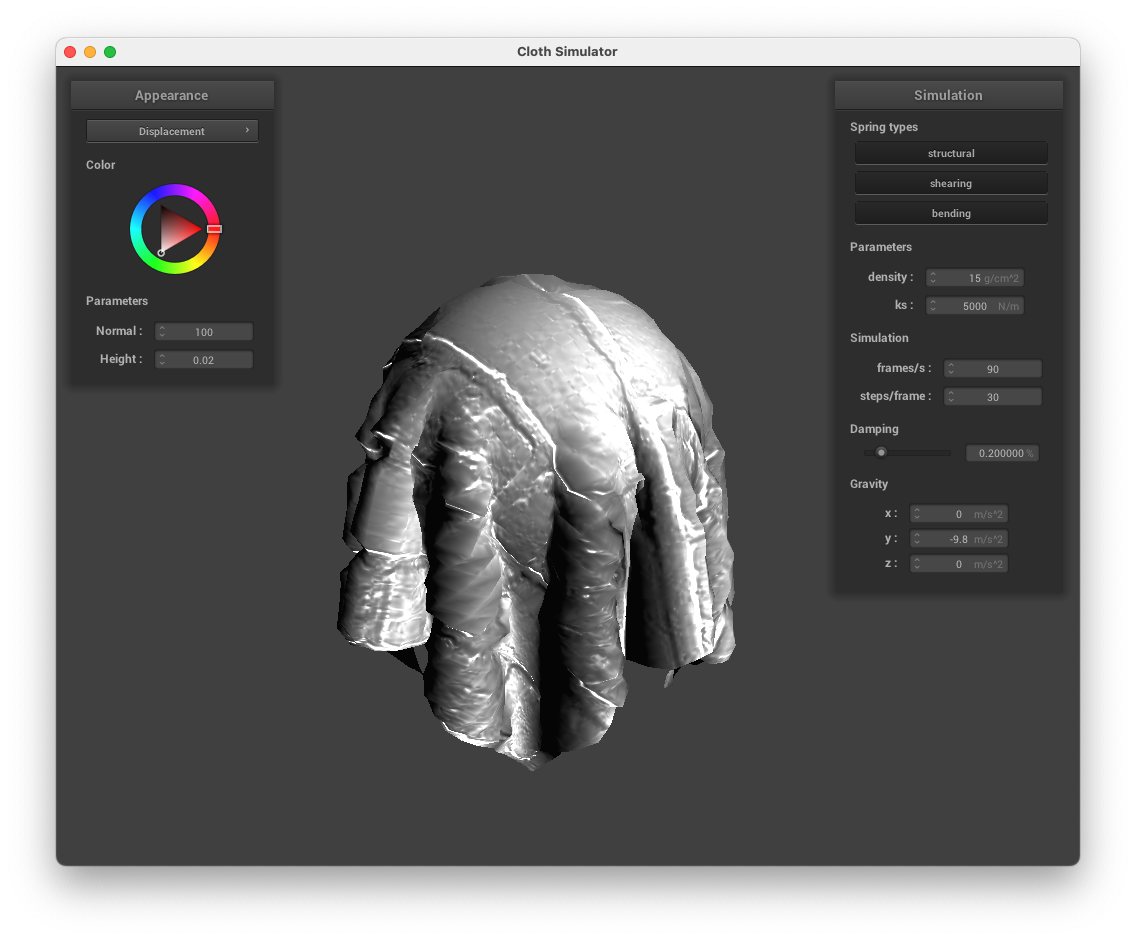 Cloth Simulator
Appearance
Displacement
Color
Parameters
Normal : 100
Height : 0.02
Simulation
Spring types
structural
shearing
bending
Parameters
density : 15 g/cm^2
ks : 5000 N/m
Simulation
frames/s : 90
steps/frame : 30
Damping
0.200000 %
Gravity
x : 0 m/s^2
y : -9.8 m/s^2
z : 0 m/s^2